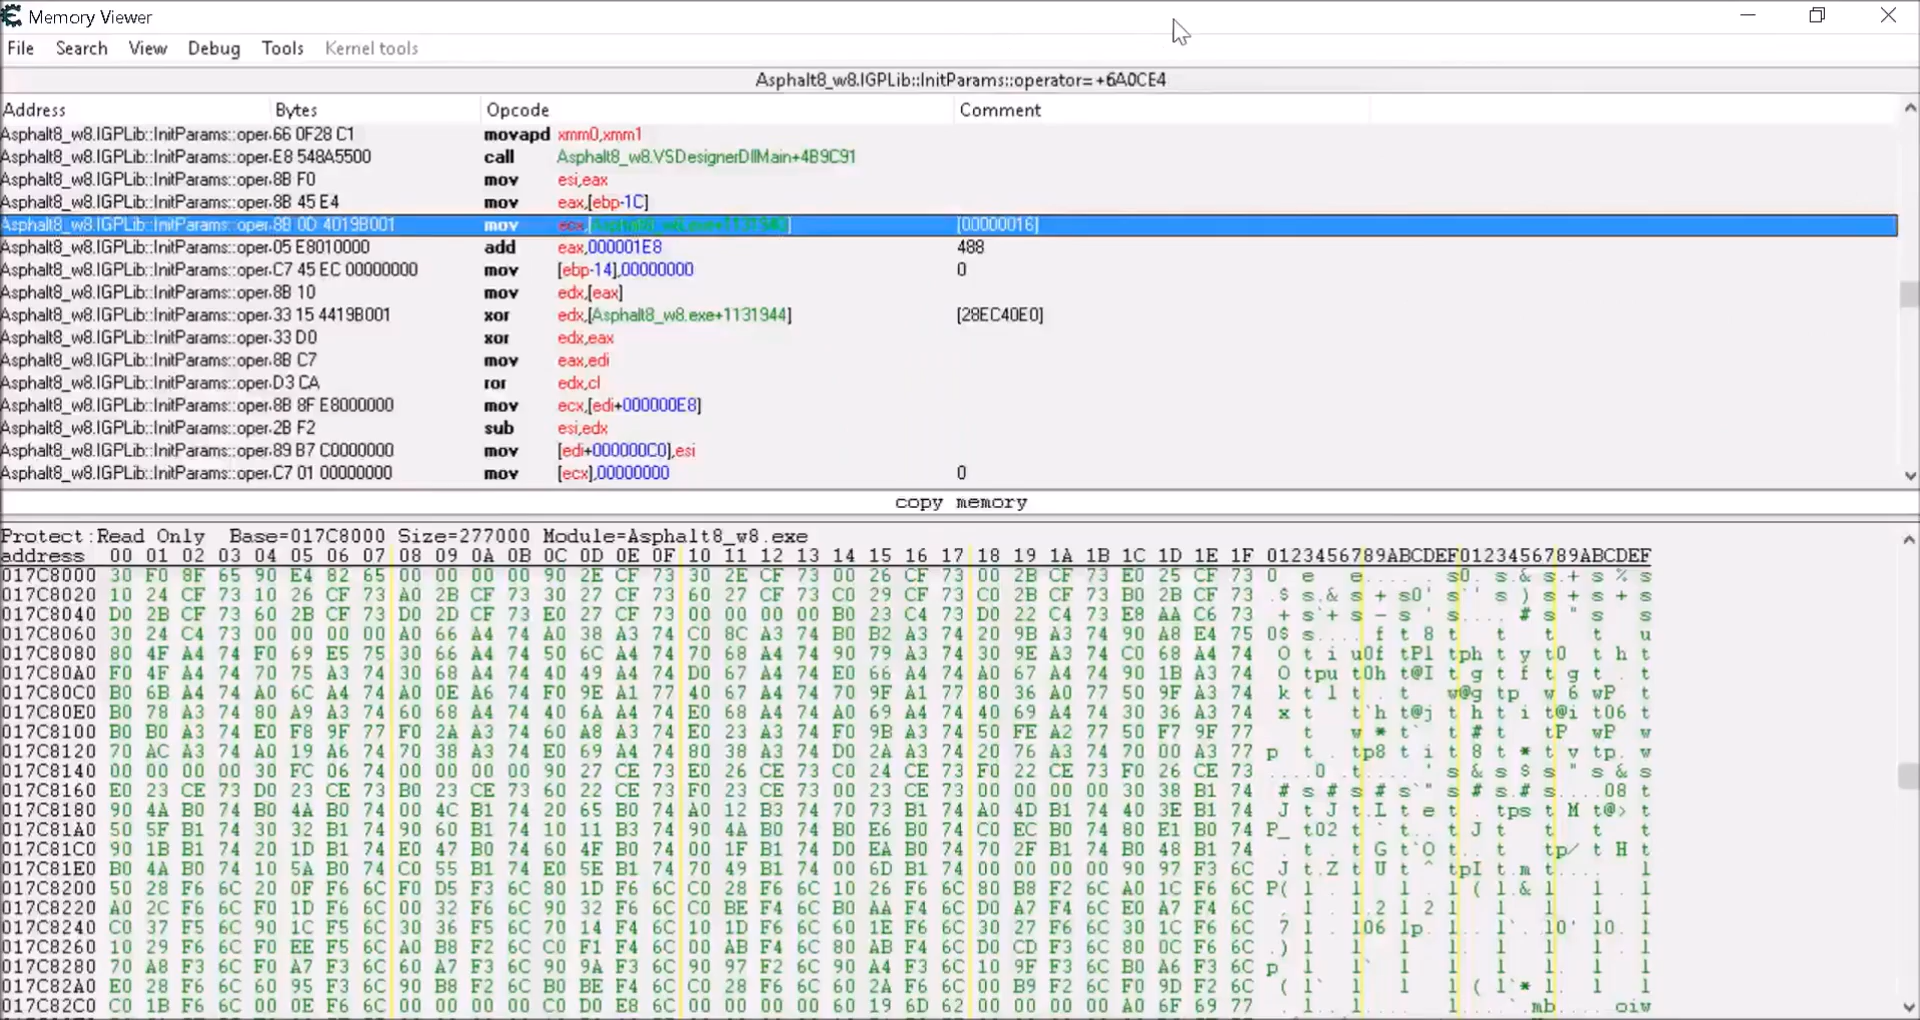 Memory Viewer
File Search View Debug Tools Kernel tools
Asphalt8_w8.IGPLib::InitParams::operator= +6A0CE4
Address Bytes Opcode Comment
Asphalt8_w8.IGPLib::InitParams::oper. 66 0F28 C1 movapd xmm0,xmm1
Asphalt8_w8.IGPLib::InitParams::oper. E8 548A5500 call Asphalt8_w8.VSDesignerDllMain+4B9C91
Asphalt8_w8.IGPLib::InitParams::oper. 8B F0 mov esi,eax
Asphalt8_w8.IGPLib::InitParams::oper. 8B 45 E4 mov eax,[ebp-1C]
Asphalt8_w8.IGPLib::InitParams::oper. 8B 0D 4019B001 mov ecx,[Asphalt8_w8.exe+1131940] [00000016]
Asphalt8_w8.IGPLib::InitParams::oper. 05 E8010000 add eax,000001E8 488
Asphalt8_w8.IGPLib::InitParams::oper. C7 45 EC 00000000 mov [ebp-14],00000000 0
Asphalt8_w8.IGPLib::InitParams::oper. 8B 10 mov edx,[eax]
Asphalt8_w8.IGPLib::InitParams::oper. 33 15 4419B001 xor edx,[Asphalt8_w8.exe+1131944] [28EC40E0]
Asphalt8_w8.IGPLib::InitParams::oper. 33 D0 xor edx,eax
Asphalt8_w8.IGPLib::InitParams::oper. 8B C7 mov eax,edi
Asphalt8_w8.IGPLib::InitParams::oper. D3 CA ror edx,cl
Asphalt8_w8.IGPLib::InitParams::oper. 8B 8F E8000000 mov ecx,[edi+000000E8]
Asphalt8_w8.IGPLib::InitParams::oper. 2B F2 sub esi,edx
Asphalt8_w8.IGPLib::InitParams::oper. 89 B7 C0000000 mov [edi+000000C0],esi
Asphalt8_w8.IGPLib::InitParams::oper. C7 01 00000000 mov [ecx],00000000 0
copy memory
Protect:Read Only Base=017C8000 Size=277000 Module=Asphalt8_w8.exe
address 00 01 02 03 04 05 06 07 08 09 0A 0B 0C 0D 0E 0F 10 11 12 13 14 15 16 17 18 19 1A 1B 1C 1D 1E 1F 0123456789ABCDEF0123456789ABCDEF
017C8000 30 F0 8F 65 90 E4 82 65 00 00 00 00 90 2E CF 73 30 2E CF 73 00 26 CF 73 00 2B CF 73 E0 25 CF 73
017C8020 10 24 CF 73 10 26 CF 73 A0 2B CF 73 30 27 CF 73 60 27 CF 73 C0 29 CF 73 C0 2B CF 73 B0 2B CF 73
017C8040 D0 2B CF 73 60 2B CF 73 D0 2D CF 73 E0 27 CF 73 00 00 00 00 B0 23 C4 73 D0 22 C4 73 E8 AA C6 73
017C8060 30 24 C4 73 00 00 00 00 A0 66 A4 74 A0 38 A3 74 C0 8C A3 74 B0 B2 A3 74 20 9B A3 74 90 A8 E4 75
017C8080 80 4F A4 74 F0 69 E5 75 30 66 A4 74 50 6C A4 74 70 68 A4 74 90 79 A3 74 30 9E A3 74 C0 68 A4 74
017C80A0 F0 4F A4 74 70 75 A3 74 30 68 A4 74 40 49 A4 74 D0 67 A4 74 E0 66 A4 74 A0 67 A4 74 90 1B A3 74
017C80C0 B0 6B A4 74 A0 6C A4 74 A0 0E A6 74 F0 9E A1 77 40 67 A4 74 70 9F A1 77 80 36 A0 77 50 9F A3 74
017C80E0 B0 78 A3 74 80 A9 A3 74 60 68 A4 74 40 6A A4 74 E0 68 A4 74 A0 69 A4 74 40 69 A4 74 30 36 A3 74
017C8100 B0 B0 A3 74 E0 F8 9F 77 F0 2A A3 74 60 A8 A3 74 E0 23 A3 74 F0 9B A3 74 50 FE A2 77 50 F7 9F 77
017C8120 70 AC A3 74 A0 19 A6 74 70 38 A3 74 E0 69 A4 74 80 38 A3 74 D0 2A A3 74 20 76 A3 74 70 00 A3 77
017C8140 00 00 00 00 30 FC 06 74 00 00 00 00 90 27 CE 73 E0 26 CE 73 C0 24 CE 73 F0 22 CE 73 F0 26 CE 73
017C8160 E0 23 CE 73 D0 23 CE 73 B0 23 CE 73 60 22 CE 73 F0 23 CE 73 00 23 CE 73 00 00 00 00 30 38 B1 74
017C8180 90 4A B0 74 B0 4A B0 74 00 4C B1 74 20 65 B0 74 A0 12 B3 74 70 73 B1 74 A0 4D B1 74 40 3E B1 74
017C81A0 50 5F B1 74 30 32 B1 74 90 60 B1 74 10 11 B3 74 90 4A B0 74 B0 E6 B0 74 C0 EC B0 74 80 E1 B0 74
017C81C0 90 1B B1 74 20 1D B1 74 E0 47 B0 74 60 4F B0 74 00 1F B1 74 D0 EA B0 74 70 2F B1 74 B0 48 B1 74
017C81E0 B0 4A B0 74 10 5A B0 74 C0 55 B1 74 E0 5E B1 74 70 49 B1 74 00 6D B1 74 00 00 00 00 90 97 F3 6C
017C8200 50 28 F6 6C 20 0F F6 6C F0 D5 F3 6C 80 1D F6 6C C0 28 F6 6C 10 26 F6 6C 80 B8 F2 6C A0 1C F6 6C
017C8220 A0 2C F6 6C F0 1D F6 6C 00 32 F6 6C 90 32 F6 6C C0 BE F4 6C B0 AA F4 6C D0 A7 F4 6C E0 A7 F4 6C
017C8240 C0 37 F5 6C 90 1C F5 6C 30 36 F5 6C 70 14 F4 6C 10 1D F6 6C 60 1E F6 6C 30 27 F6 6C 30 1C F6 6C
017C8260 10 29 F6 6C F0 EE F5 6C A0 B8 F2 6C C0 F1 F4 6C 00 AB F4 6C 80 AB F4 6C D0 CD F3 6C 80 0C F6 6C
017C8280 70 A8 F3 6C F0 A7 F3 6C 60 A7 F3 6C 90 9A F3 6C 90 97 F2 6C 90 A4 F3 6C 10 9F F3 6C B0 A6 F3 6C
017C82A0 E0 28 F6 6C 60 95 F3 6C 90 B8 F2 6C B0 BE F4 6C C0 28 F6 6C 60 2A F6 6C 00 B9 F2 6C F0 9D F2 6C
017C82C0 C0 1B F6 6C 00 0E F6 6C 00 00 00 00 C0 D0 E8 6C 00 00 00 00 60 19 6D 62 00 00 00 00 A0 6F 69 77